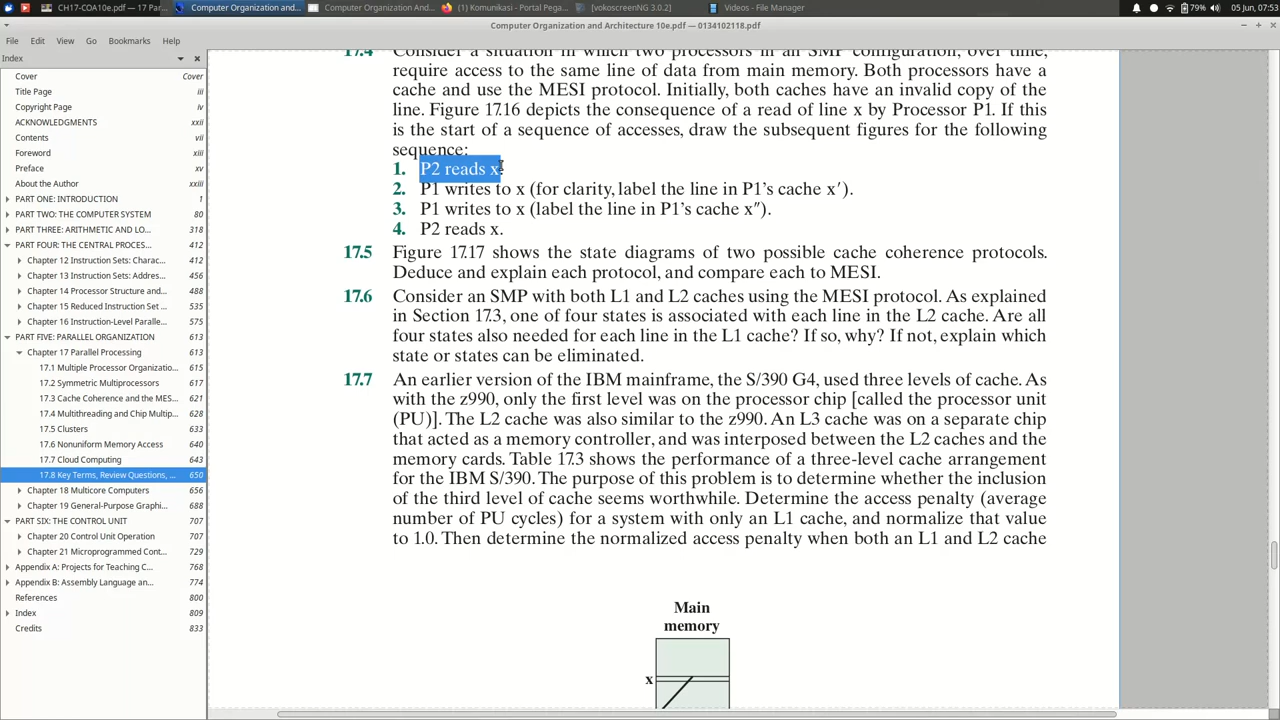 CH17-COA10e.pdf — 17 Par...
Computer Organization and...
Computer Organization And...
(1) Komunikasi - Portal Pega...
[vokoscreenNG 3.0.2]
Videos - File Manager
79%
05 Jun, 07:53
Computer Organization and Architecture 10e.pdf — 0134102118.pdf
File Edit View Go Bookmarks Help
Index
Cover Cover
Title Page iii
Copyright Page iv
ACKNOWLEDGMENTS xxii
Contents vii
Foreword xiii
Preface xv
About the Author xxiii
PART ONE: INTRODUCTION 1
PART TWO: THE COMPUTER SYSTEM 80
PART THREE: ARITHMETIC AND LO... 318
PART FOUR: THE CENTRAL PROCES... 412
Chapter 12 Instruction Sets: Charac... 412
Chapter 13 Instruction Sets: Addres... 456
Chapter 14 Processor Structure and... 488
Chapter 15 Reduced Instruction Set ... 535
Chapter 16 Instruction-Level Paralle... 575
PART FIVE: PARALLEL ORGANIZATION 613
Chapter 17 Parallel Processing 613
17.1 Multiple Processor Organizatio... 615
17.2 Symmetric Multiprocessors 617
17.3 Cache Coherence and the MES... 621
17.4 Multithreading and Chip Multip... 628
17.5 Clusters 633
17.6 Nonuniform Memory Access 640
17.7 Cloud Computing 643
17.8 Key Terms, Review Questions, ... 650
Chapter 18 Multicore Computers 656
Chapter 19 General-Purpose Graphi... 688
PART SIX: THE CONTROL UNIT 707
Chapter 20 Control Unit Operation 707
Chapter 21 Microprogrammed Cont... 729
Appendix A: Projects for Teaching C... 768
Appendix B: Assembly Language an... 774
References 800
Index 809
Credits 833
17.4 Consider a situation in which two processors in an SMP configuration, over time,
require access to the same line of data from main memory. Both processors have a
cache and use the MESI protocol. Initially, both caches have an invalid copy of the
line. Figure 17.16 depicts the consequence of a read of line x by Processor P1. If this
is the start of a sequence of accesses, draw the subsequent figures for the following
sequence:
1. P2 reads x.
2. P1 writes to x (for clarity, label the line in P1's cache x′).
3. P1 writes to x (label the line in P1's cache x″).
4. P2 reads x.
17.5 Figure 17.17 shows the state diagrams of two possible cache coherence protocols.
Deduce and explain each protocol, and compare each to MESI.
17.6 Consider an SMP with both L1 and L2 caches using the MESI protocol. As explained
in Section 17.3, one of four states is associated with each line in the L2 cache. Are all
four states also needed for each line in the L1 cache? If so, why? If not, explain which
state or states can be eliminated.
17.7 An earlier version of the IBM mainframe, the S/390 G4, used three levels of cache. As
with the z990, only the first level was on the processor chip [called the processor unit
(PU)]. The L2 cache was also similar to the z990. An L3 cache was on a separate chip
that acted as a memory controller, and was interposed between the L2 caches and the
memory cards. Table 17.3 shows the performance of a three-level cache arrangement
for the IBM S/390. The purpose of this problem is to determine whether the inclusion
of the third level of cache seems worthwhile. Determine the access penalty (average
number of PU cycles) for a system with only an L1 cache, and normalize that value
to 1.0. Then determine the normalized access penalty when both an L1 and L2 cache
Main
memory
x